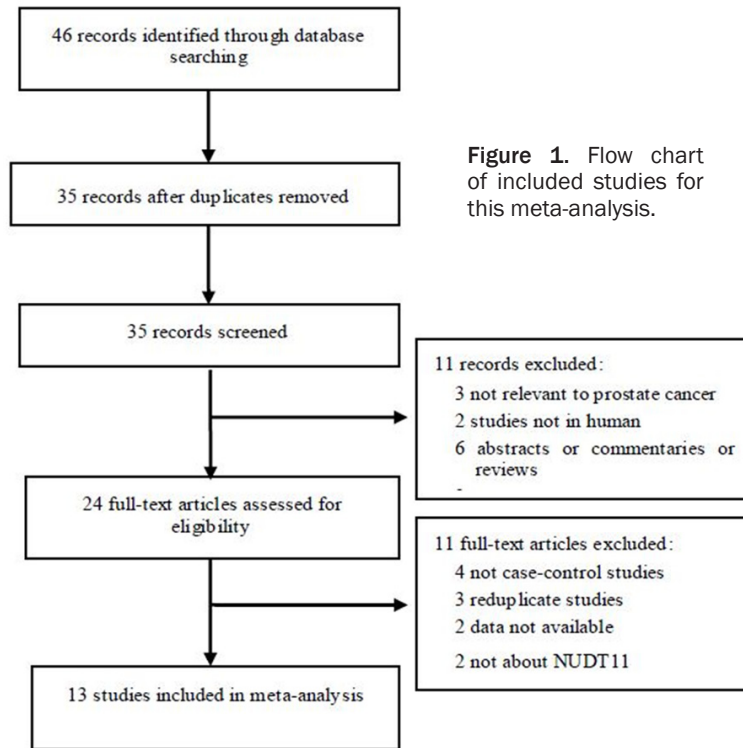 46 records identified through database
searching
Figure 1. Flow chart
of included studies for
this meta-analysis.
35 records after duplicates removed
35 records screened
11 records excluded:
3 not relevant to prostate cancer
2 studies not in human
6 abstracts or commentaries or
reviews
-
24 full-text articles assessed for
eligibility
11 full-text articles excluded:
4 not case-control studies
3 reduplicate studies
2 data not available
2 not about NUDT11
13 studies included in meta-analysis